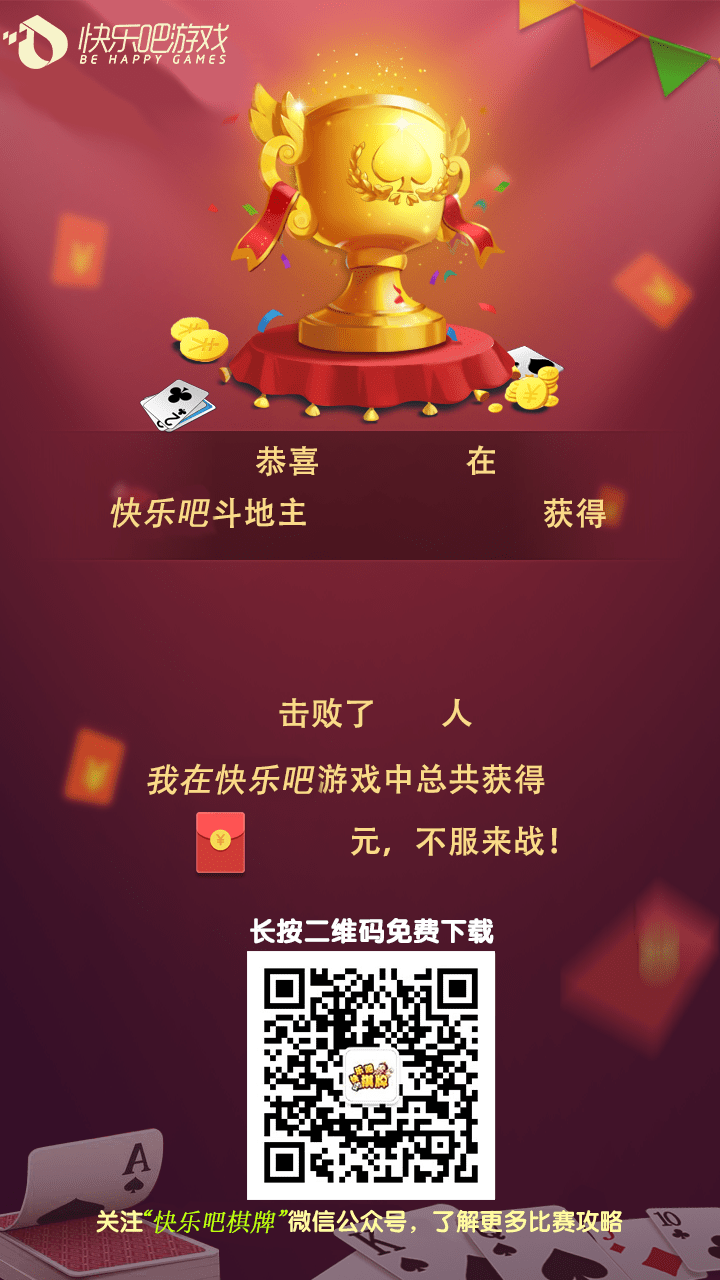 快乐吧游戏
BE HAPPY GAMES
恭喜 在
快乐吧斗地主 获得
击败了 人
我在快乐吧游戏中总共获得
元，不服来战！
长按二维码免费下载
关注“快乐吧棋牌”微信公众号，了解更多比赛攻略
A
K
10